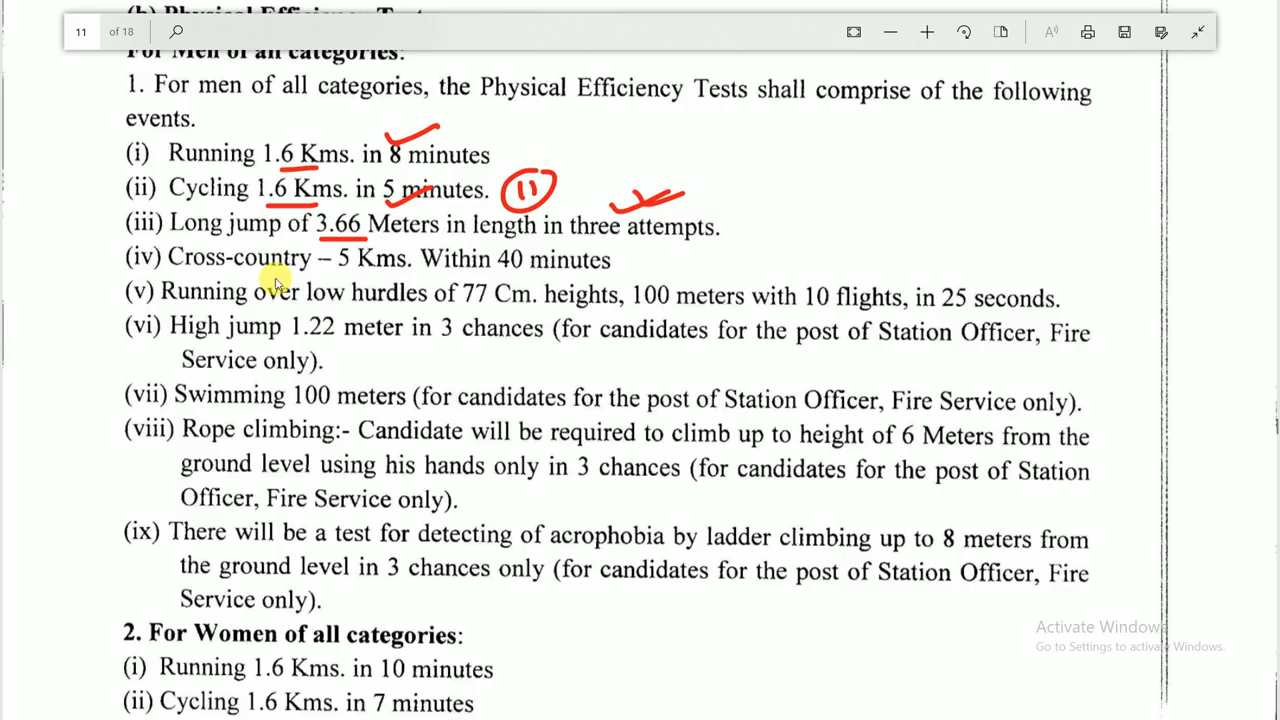 (b) Physical Efficiency Test
11 of 18
For Men of all categories:
1. For men of all categories, the Physical Efficiency Tests shall comprise of the following
events.
(i) Running 1.6 Kms. in 8 minutes
(ii) Cycling 1.6 Kms. in 5 minutes. 11
(iii) Long jump of 3.66 Meters in length in three attempts.
(iv) Cross-country – 5 Kms. Within 40 minutes
(v) Running over low hurdles of 77 Cm. heights, 100 meters with 10 flights, in 25 seconds.
(vi) High jump 1.22 meter in 3 chances (for candidates for the post of Station Officer, Fire
Service only).
(vii) Swimming 100 meters (for candidates for the post of Station Officer, Fire Service only).
(viii) Rope climbing:- Candidate will be required to climb up to height of 6 Meters from the
ground level using his hands only in 3 chances (for candidates for the post of Station
Officer, Fire Service only).
(ix) There will be a test for detecting of acrophobia by ladder climbing up to 8 meters from
the ground level in 3 chances only (for candidates for the post of Station Officer, Fire
Service only).
2. For Women of all categories:
(i) Running 1.6 Kms. in 10 minutes
(ii) Cycling 1.6 Kms. in 7 minutes
Activate Windows
Go to Settings to activate Windows.